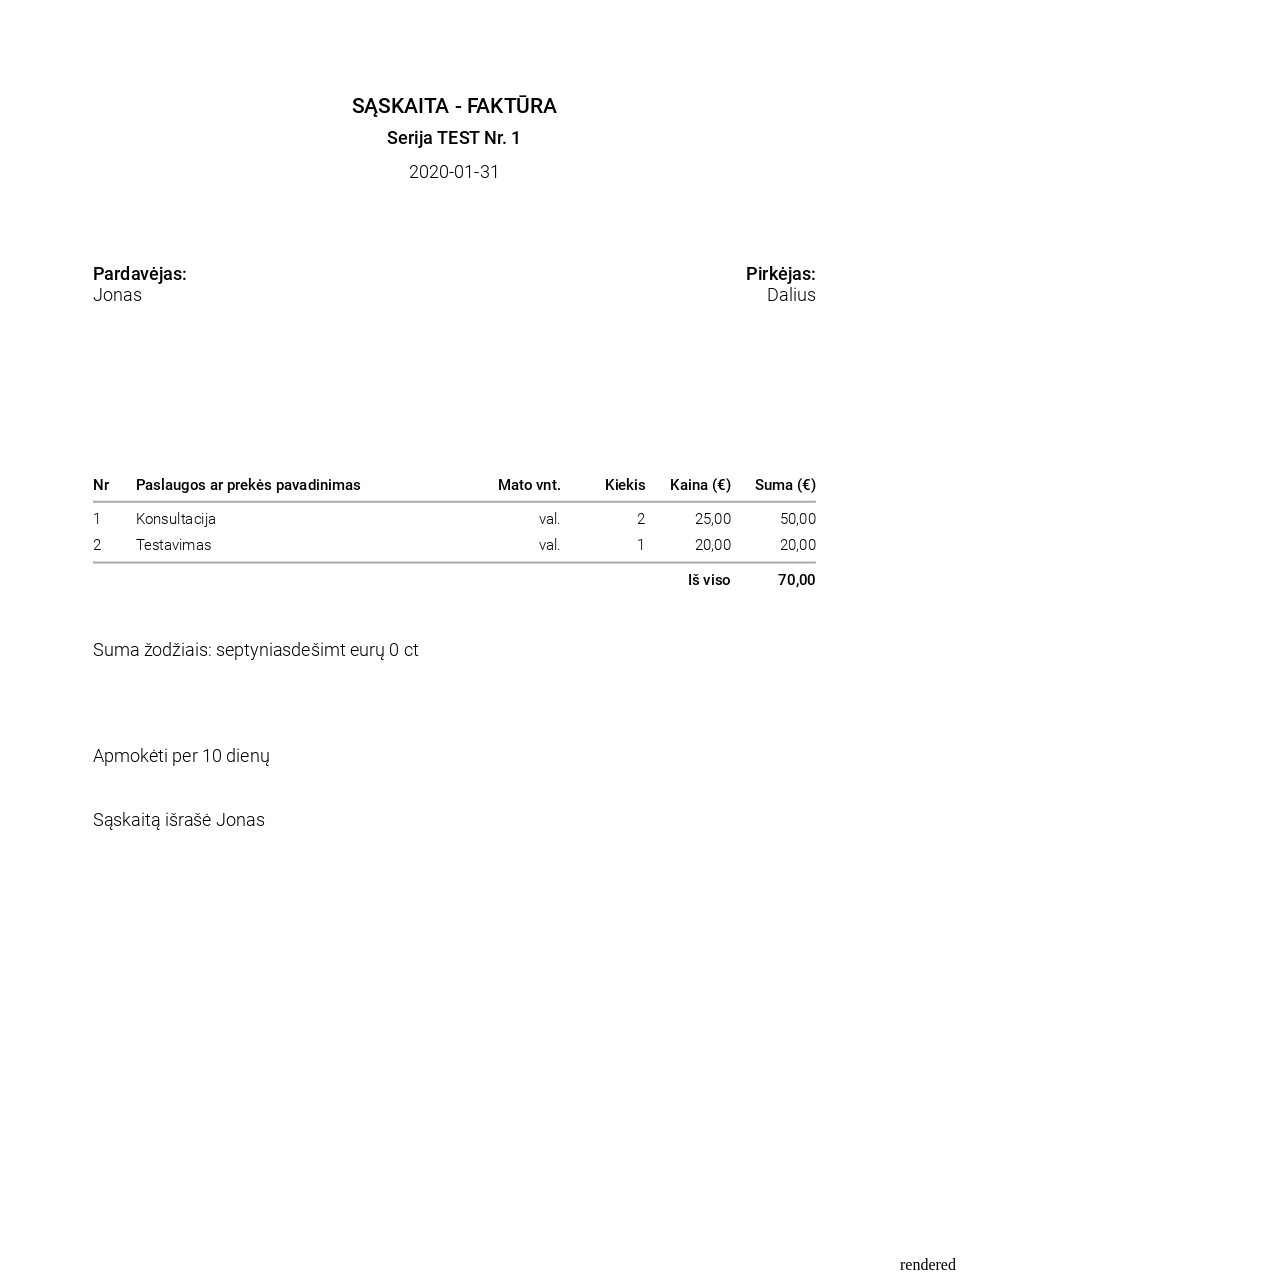 SĄSKAITA - FAKTŪRA
Serija TEST Nr. 1
2020-01-31
Pardavėjas: Pirkėjas:
Jonas Dalius
Nr Paslaugos ar prekės pavadinimas Mato vnt. Kiekis Kaina (€) Suma (€)
1 Konsultacija val. 2 25,00 50,00
2 Testavimas val. 1 20,00 20,00
Iš viso 70,00
Suma žodžiais: septyniasdešimt eurų 0 ct
Apmokėti per 10 dienų
Sąskaitą išrašė Jonas
rendered